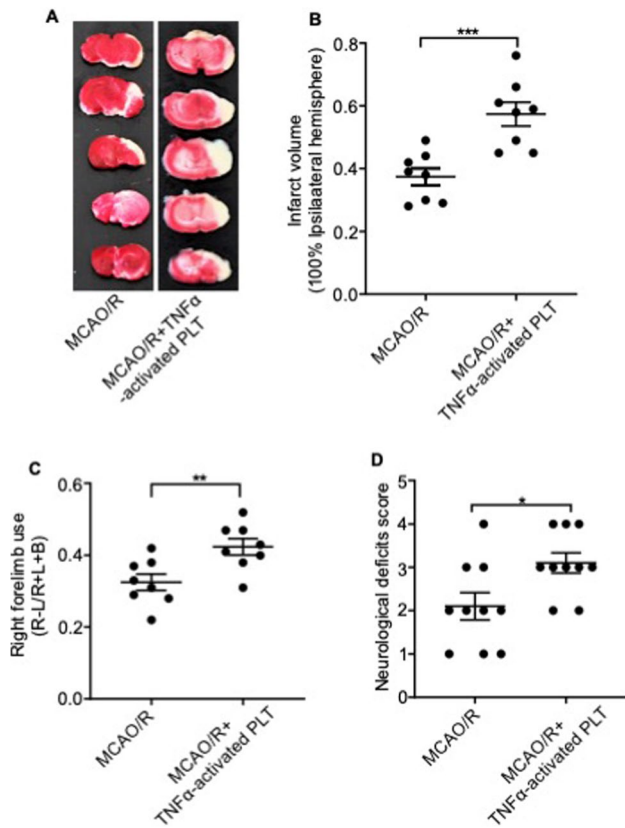 A
MCAO/R
MCAO/R+TNFα
-activated PLT
B
***
Infarct volume
(100% Ipsilaateral hemisphere)
0.8
0.6
0.4
0.2
0.0
MCAO/R
MCAO/R+
TNFα-activated PLT
C
**
Right forelimb use
(R-L/R+L+B)
0.6
0.4
0.2
0.0
MCAO/R
MCAO/R+
TNFα-activated PLT
D
*
Neurological deficits score
5
4
3
2
1
0
MCAO/R
MCAO/R+
TNFα-activated PLT